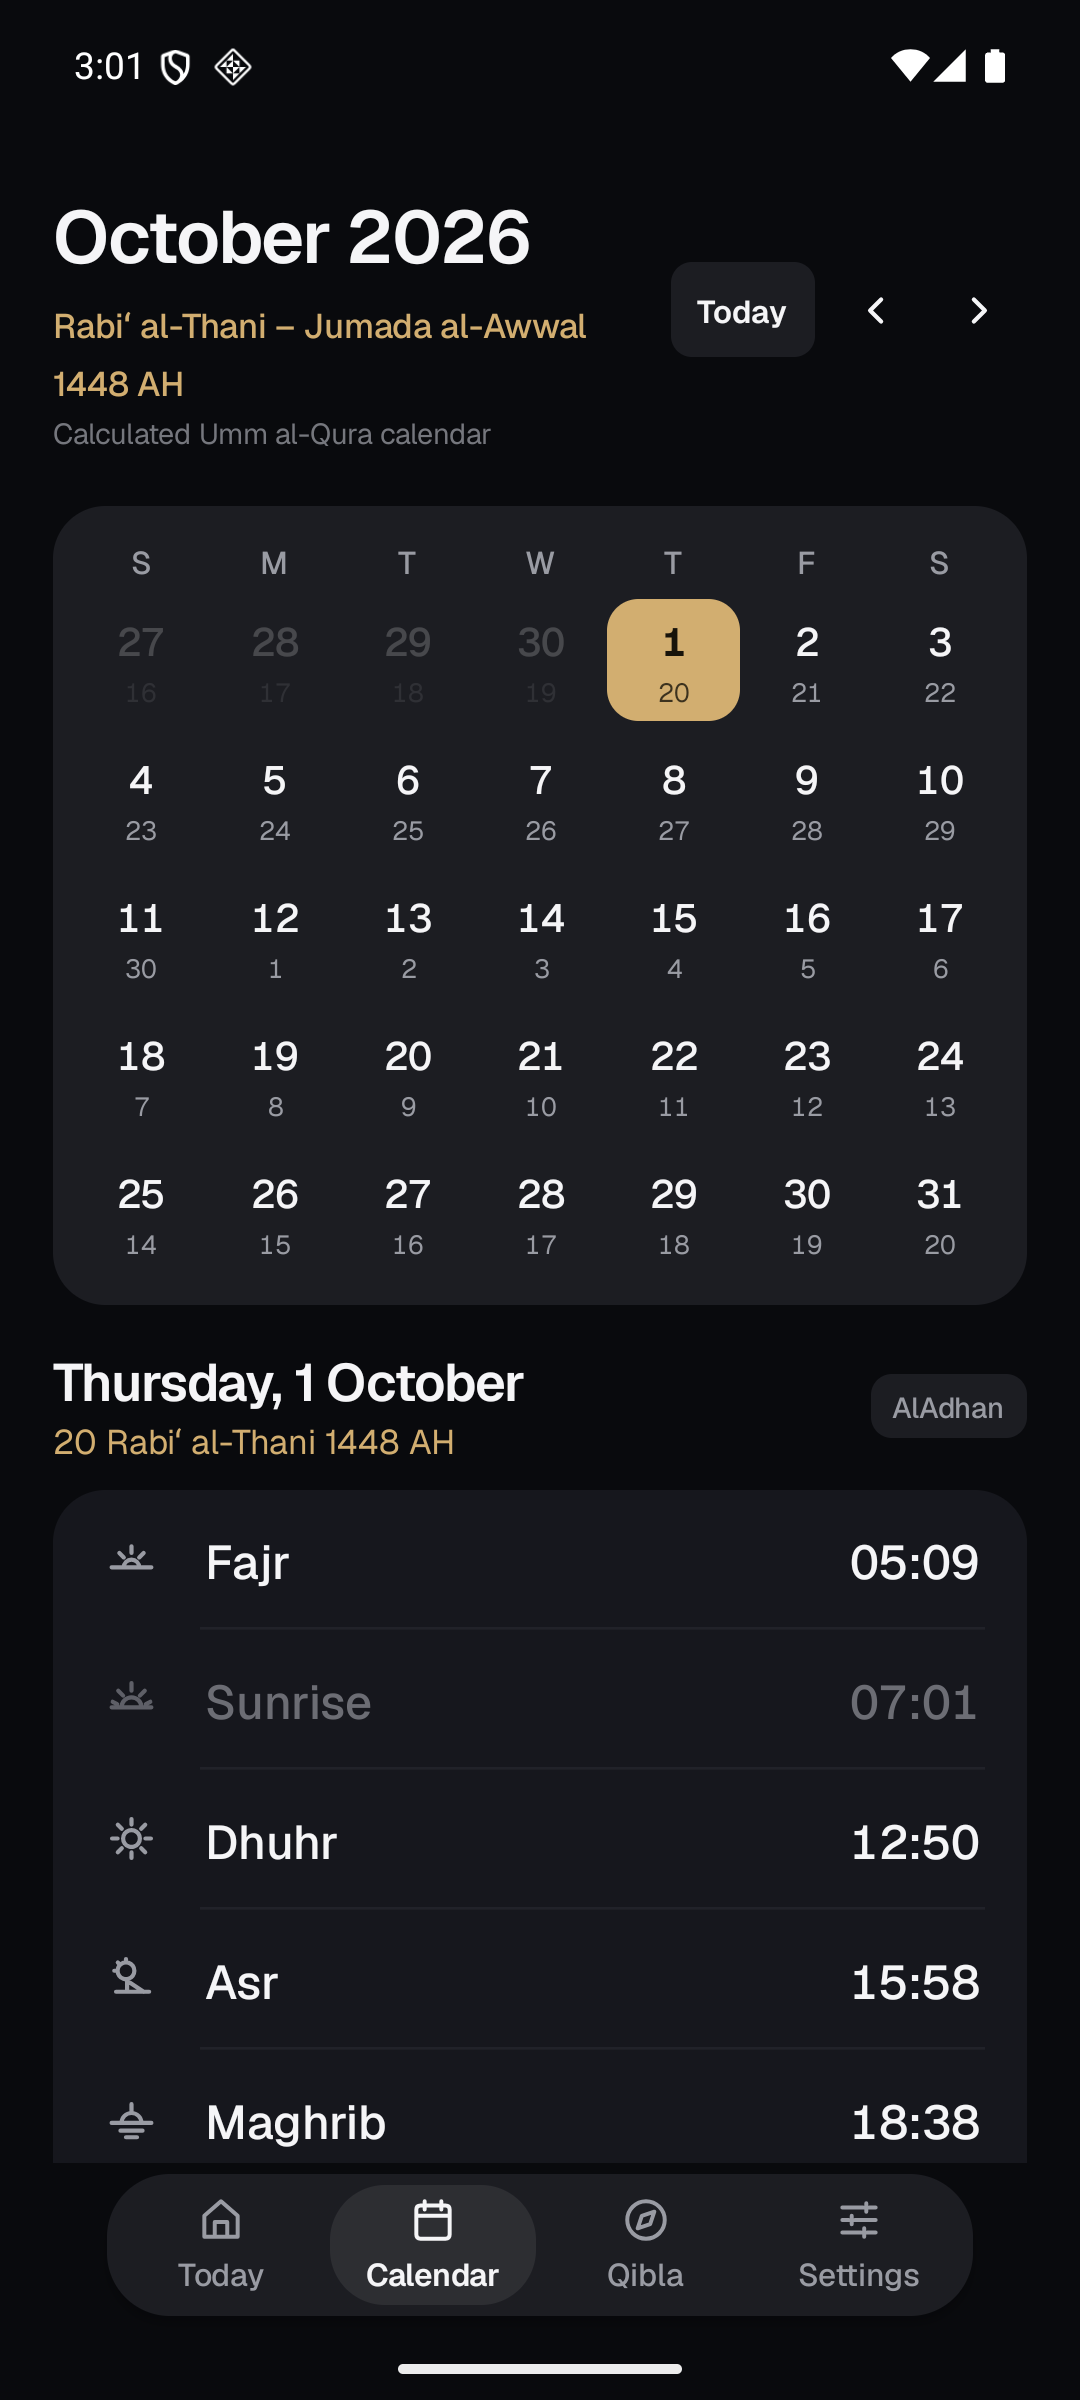 3:01
October 2026
Rabiʻ al-Thani – Jumada al-Awwal
1448 AH
Calculated Umm al-Qura calendar
Today
S M T W T F S
27 28 29 30 1 2 3
16 17 18 19 20 21 22
4 5 6 7 8 9 10
23 24 25 26 27 28 29
11 12 13 14 15 16 17
30 1 2 3 4 5 6
18 19 20 21 22 23 24
7 8 9 10 11 12 13
25 26 27 28 29 30 31
14 15 16 17 18 19 20
Thursday, 1 October
20 Rabiʻ al-Thani 1448 AH
AlAdhan
Fajr 05:09
Sunrise 07:01
Dhuhr 12:50
Asr 15:58
Maghrib 18:38
Today Calendar Qibla Settings